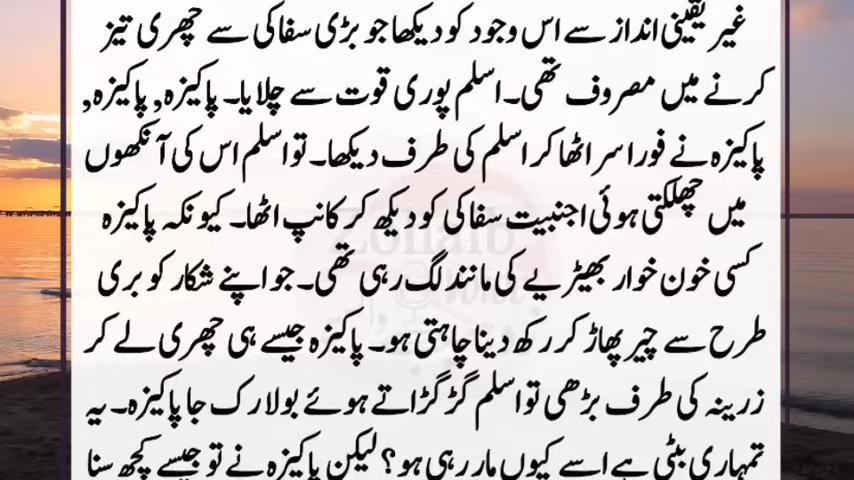 غیر یقینی انداز سے اس وجود کو دیکھا جو بڑی سفاکی سے چھری تیز
کرنے میں مصروف تھی۔ اسلم پوری قوت سے چلایا۔ پاکیزہ, پاکیزہ,
پاکیزہ نے فورا سر اٹھا کر اسلم کی طرف دیکھا۔ تو اسلم اس کی آنکھوں
میں چھلکتی ہوئی اجنبیت سفاکی کو دیکھ کر کانپ اٹھا۔ کیونکہ پاکیزہ
کسی خون خوار بھیڑیے کی مانند لگ رہی تھی۔ جو اپنے شکار کو بری
طرح سے چیر پھاڑ کر رکھ دینا چاہتی ہو۔ پاکیزہ جیسے ہی چھری لے کر
زرینہ کی طرف بڑھی تو اسلم گڑگڑاتے ہوئے بولا رک جا پاکیزہ۔ یہ
تمہاری بیٹی ہے اسے کیوں مار رہی ہو؟ لیکن پاکیزہ نے تو جیسے کچھ سنا
Zohaib